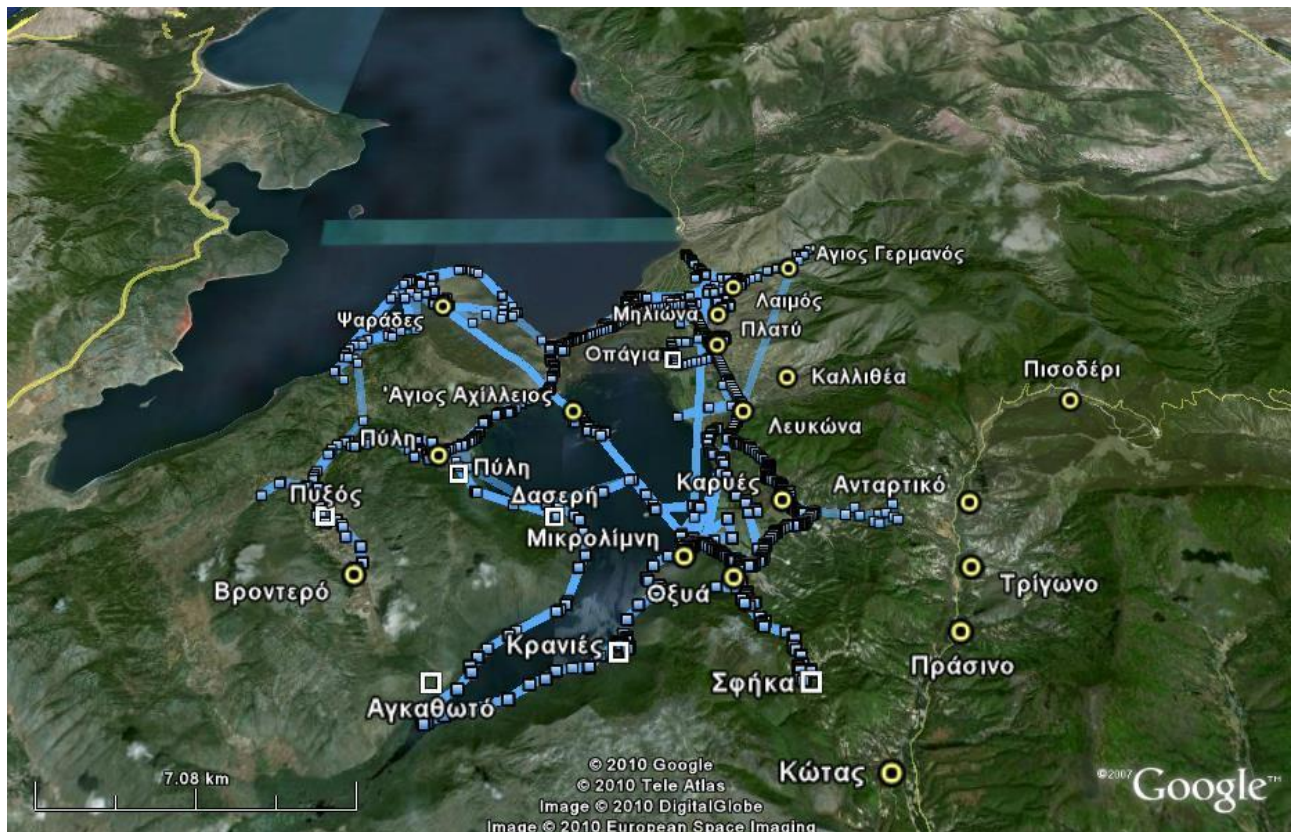 'Άγιος Γερμανός
Ψαράδες
Μηλιώνα
Λαιμός
Πλατύ
Οπάγια
Καλλιθέα
Πισοδέρι
'Άγιος Αχίλλειος
Λευκώνα
Πύλη
Πύλη
Πυξός
Δασερή
Καρυές
Ανταρτικό
Μικρολίμνη
Βροντερό
Οξυά
Τρίγωνο
Κρανιές
Πράσινο
Σφήκα
Αγκαθωτό
Κώτας
7.08 km
© 2010 Google
© 2010 Tele Atlas
Image © 2010 DigitalGlobe
Image © 2010 European Space Imaging
©2007 Google™